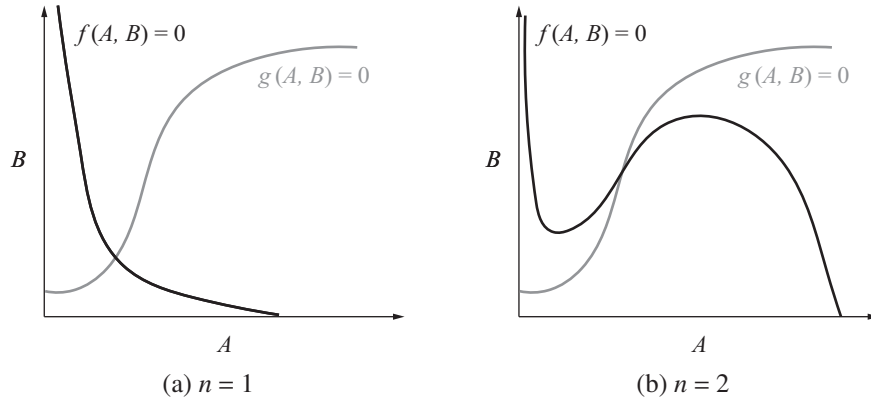 f(A, B) = 0
g(A, B) = 0
B
A
(a) n = 1
f(A, B) = 0
g(A, B) = 0
B
A
(b) n = 2